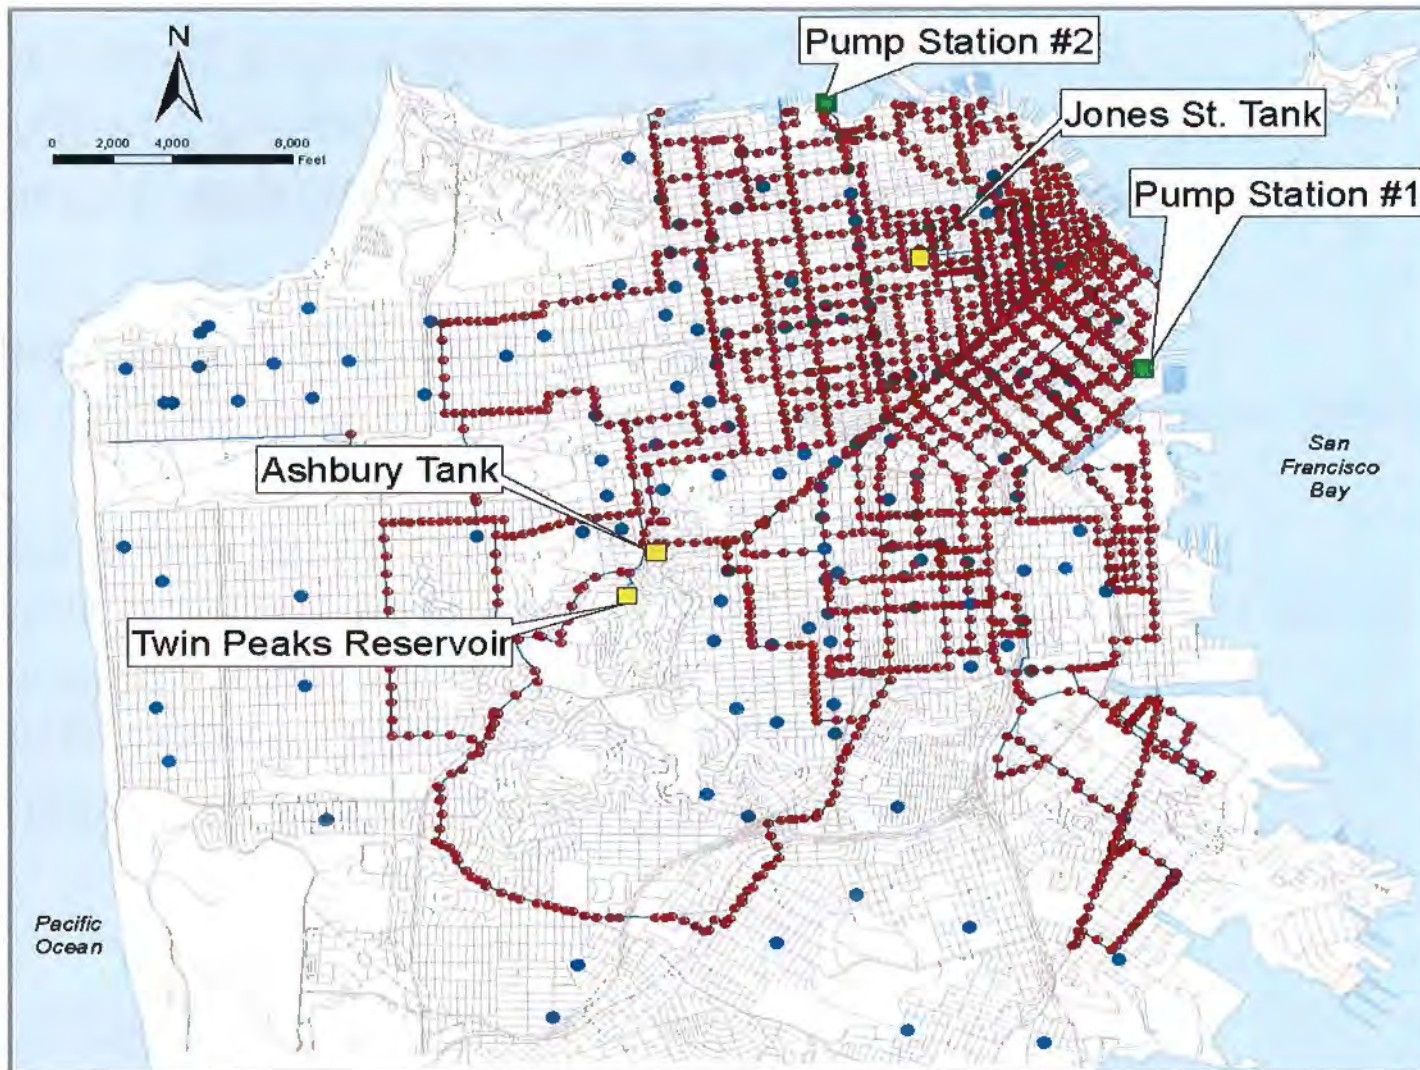 Pump Station #2
N
Jones St. Tank
0 2,000 4,000 8,000
Feet
Pump Station #1
San
Francisco
Bay
Ashbury Tank
Twin Peaks Reservoir
Pacific
Ocean